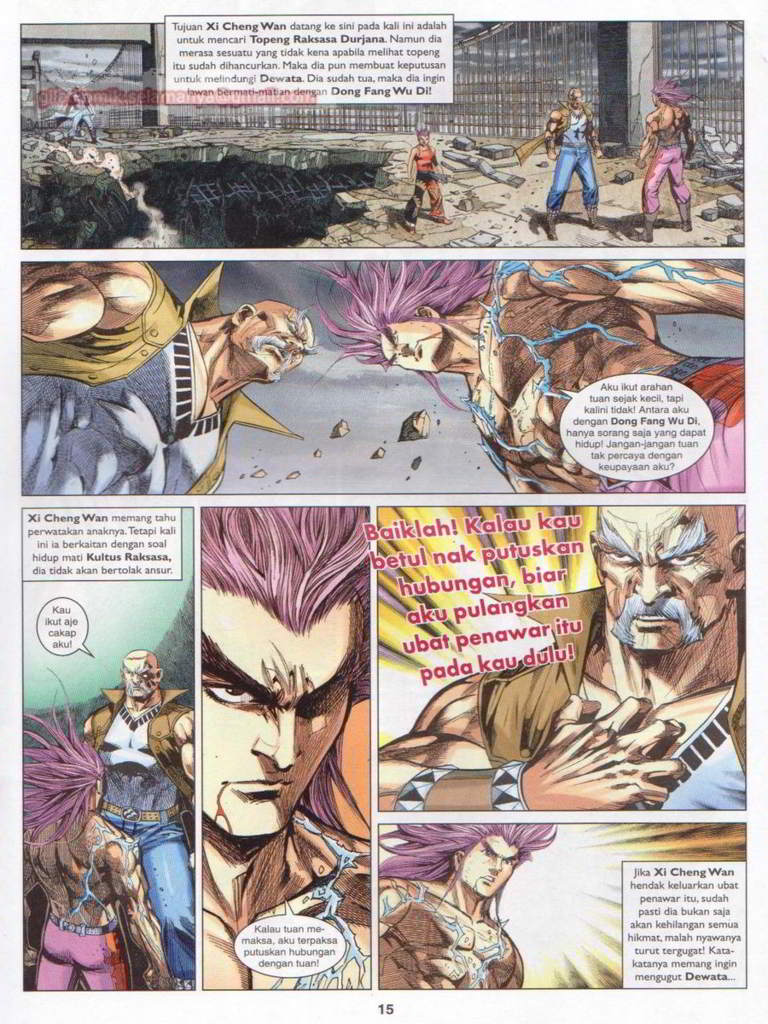 Tujuan Xi Cheng Wan datang ke sini pada kali ini adalah
untuk mencari Topeng Raksasa Durjana. Namun dia
merasa sesuatu yang tidak kena apabila melihat topeng
itu sudah dihancurkan. Maka dia pun membuat keputusan
untuk melindungi Dewata. Dia sudah tua, maka dia ingin
lawan bermati-matian dengan Dong Fang Wu Di!
Aku ikut arahan
tuan sejak kecil, tapi
kalini tidak! Antara aku
dengan Dong Fang Wu Di,
hanya sorang saja yang dapat
hidup! Jangan-jangan tuan
tak percaya dengan
keupayaan aku?
Xi Cheng Wan memang tahu
perwatakan anaknya. Tetapi kali
ini ia berkaitan dengan soal
hidup mati Kultus Raksasa,
dia tidak akan bertolak ansur.
Kau
ikut aje
cakap
aku!
Kalau tuan me-
maksa, aku terpaksa
putuskan hubungan
dengan tuan!
Baiklah! Kalau kau
betul nak putuskan
hubungan, biar
aku pulangkan
ubat penawar itu
pada kau dulu!
Jika Xi Cheng Wan
hendak keluarkan ubat
penawar itu, sudah
pasti dia bukan saja
akan kehilangan semua
hikmat, malah nyawanya
turut tergugat! Kata-
katanya memang ingin
mengugut Dewata...
15